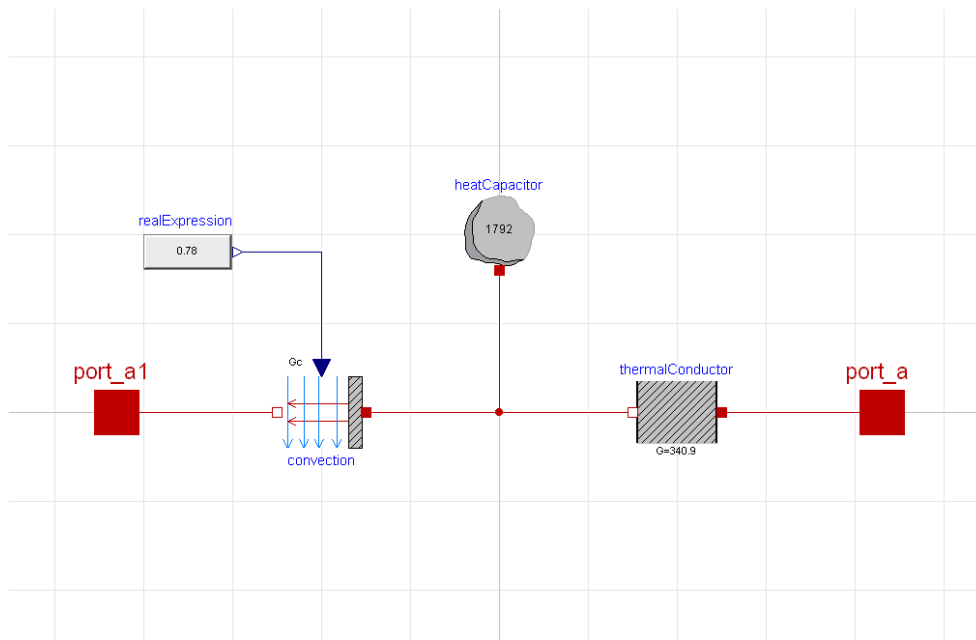 heatCapacitor
1792
realExpression
0.78
Gc
port_a1
thermalConductor
port_a
G=340.9
convection